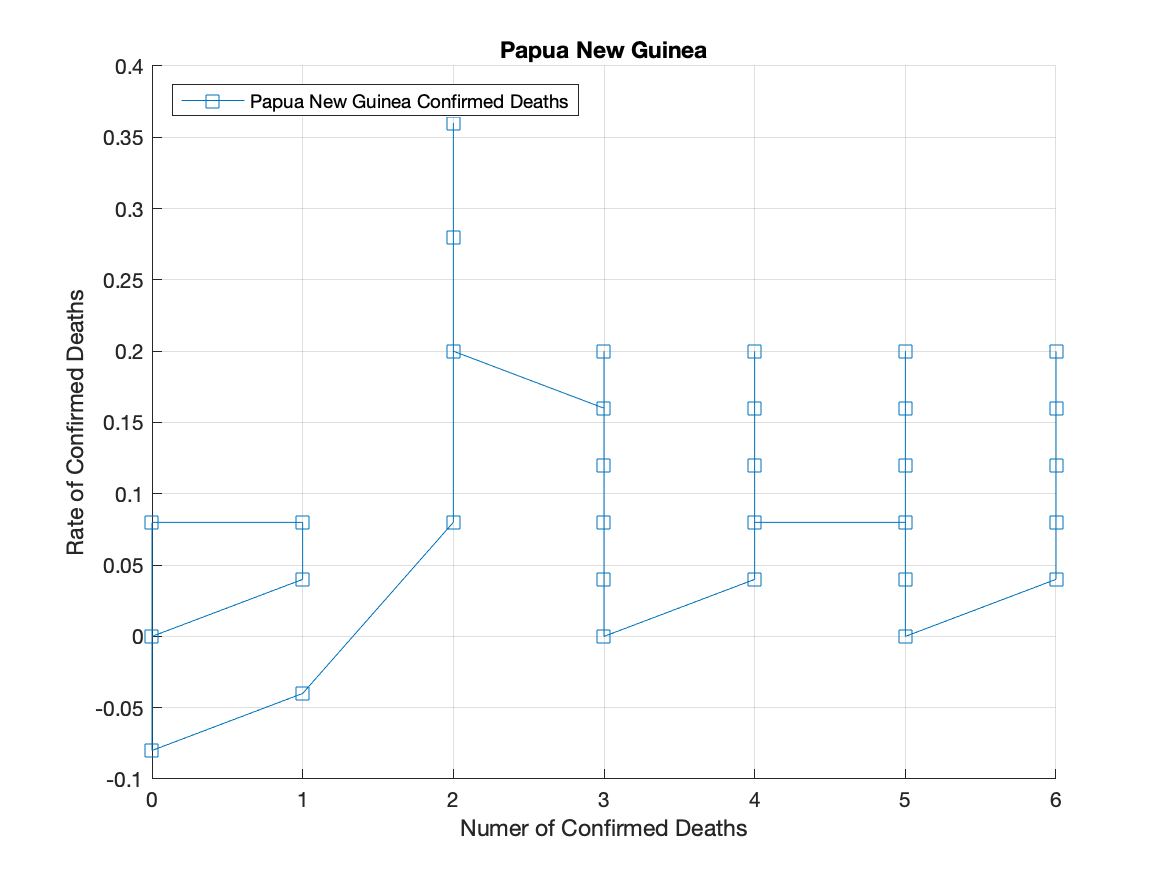 Papua New Guinea
Papua New Guinea Confirmed Deaths
0.4
0.35
0.3
0.25
0.2
0.15
0.1
0.05
0
-0.05
-0.1
Rate of Confirmed Deaths
0 1 2 3 4 5 6
Numer of Confirmed Deaths